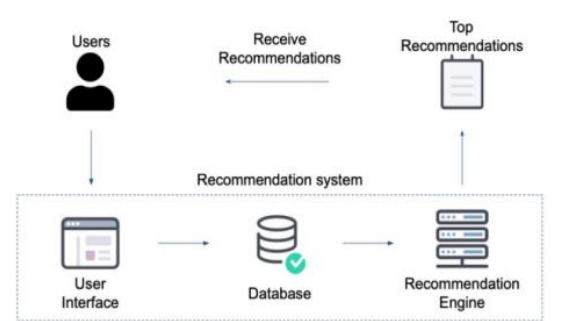 Users
Receive
Recommendations
Top
Recommendations
Recommendation system
User
Interface
Database
Recommendation
Engine